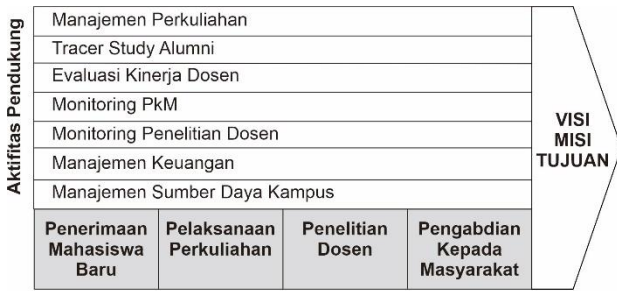 Aktifitas Pendukung
Manajemen Perkuliahan
Tracer Study Alumni
Evaluasi Kinerja Dosen
Monitoring PkM
Monitoring Penelitian Dosen
Manajemen Keuangan
Manajemen Sumber Daya Kampus
Penerimaan
Mahasiswa
Baru
Pelaksanaan
Perkuliahan
Penelitian
Dosen
Pengabdian
Kepada
Masyarakat
VISI
MISI
TUJUAN